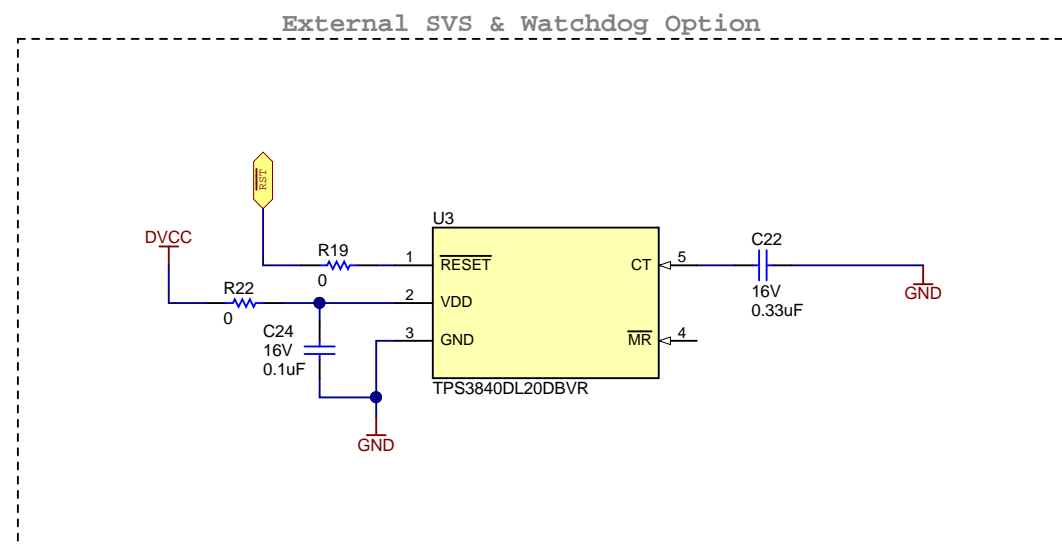 External SVS & Watchdog Option
RST
DVCC
U3
R19
0
1
RESET
R22
0
2
VDD
C24
16V
0.1uF
3
GND
CT
5
C22
16V
0.33uF
GND
MR
4
TPS3840DL20DBVR
GND